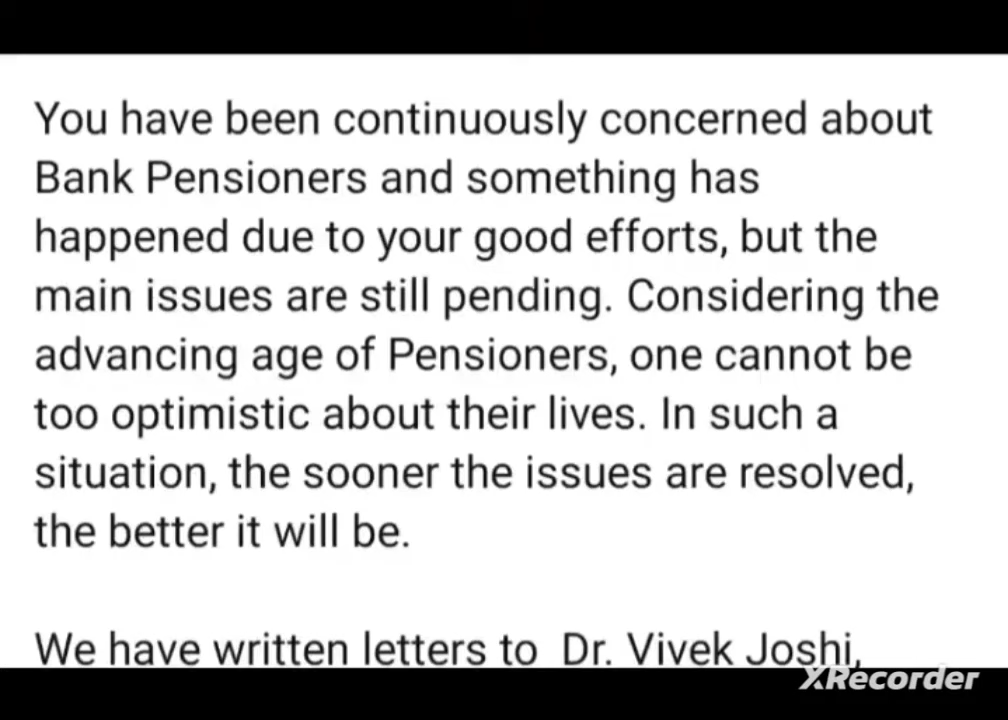 You have been continuously concerned about
Bank Pensioners and something has
happened due to your good efforts, but the
main issues are still pending. Considering the
advancing age of Pensioners, one cannot be
too optimistic about their lives. In such a
situation, the sooner the issues are resolved,
the better it will be.
We have written letters to Dr. Vivek Joshi,
XRecorder